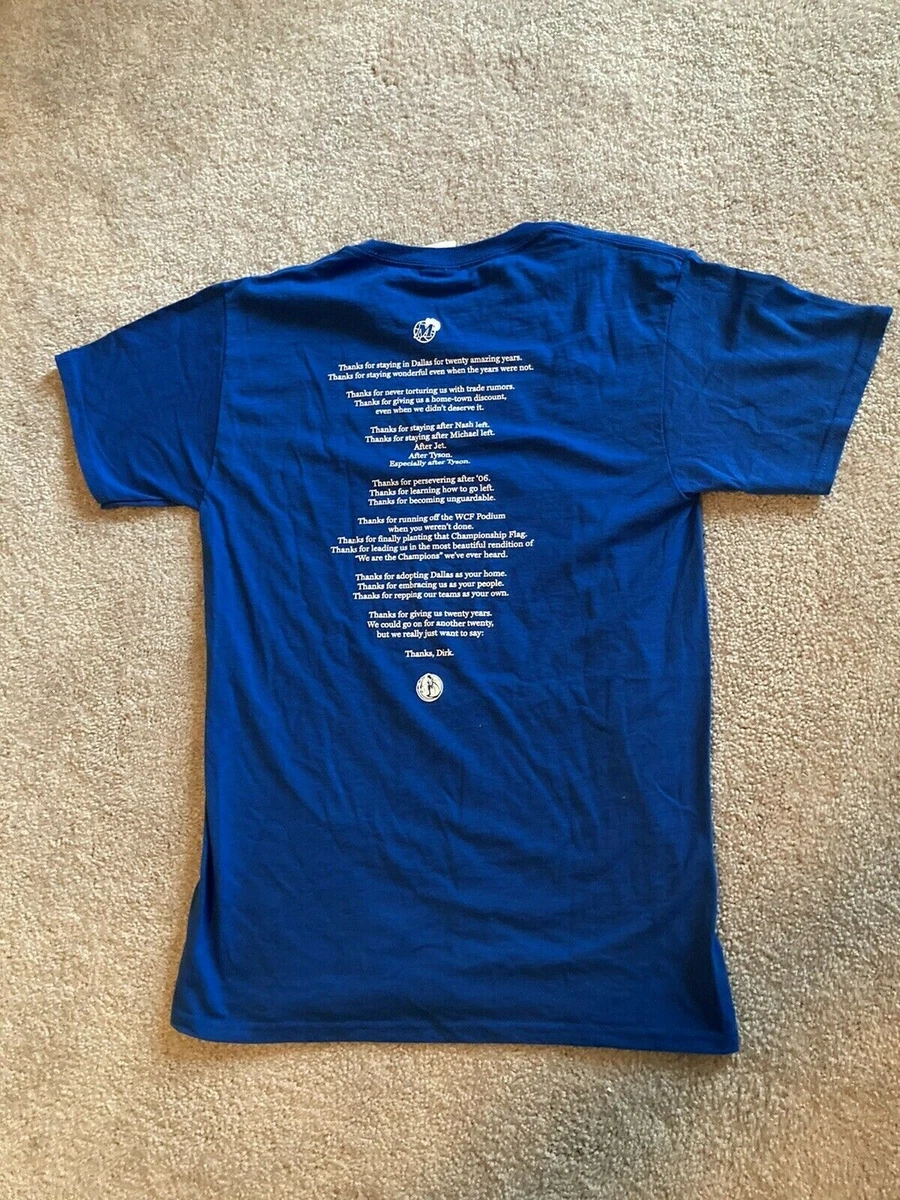 M
Thanks for staying in Dallas for twenty amazing years.
Thanks for staying wonderful even when the years were not.
Thanks for never torturing us with trade rumors.
Thanks for giving us a home-town discount,
even when we didn't deserve it.
Thanks for staying after Nash left.
Thanks for staying after Michael left.
After Jet.
After Tyson.
Especially after Tyson.
Thanks for persevering after '06.
Thanks for learning how to go left.
Thanks for becoming unguardable.
Thanks for running off the WCF Podium
when you weren't done.
Thanks for finally planting that Championship Flag.
Thanks for leading us in the most beautiful rendition of
"We are the Champions" we've ever heard.
Thanks for adopting Dallas as your home.
Thanks for embracing us as your people.
Thanks for repping our teams as your own.
Thanks for giving us twenty years.
We could go on for another twenty,
but we really just want to say:
Thanks, Dirk.